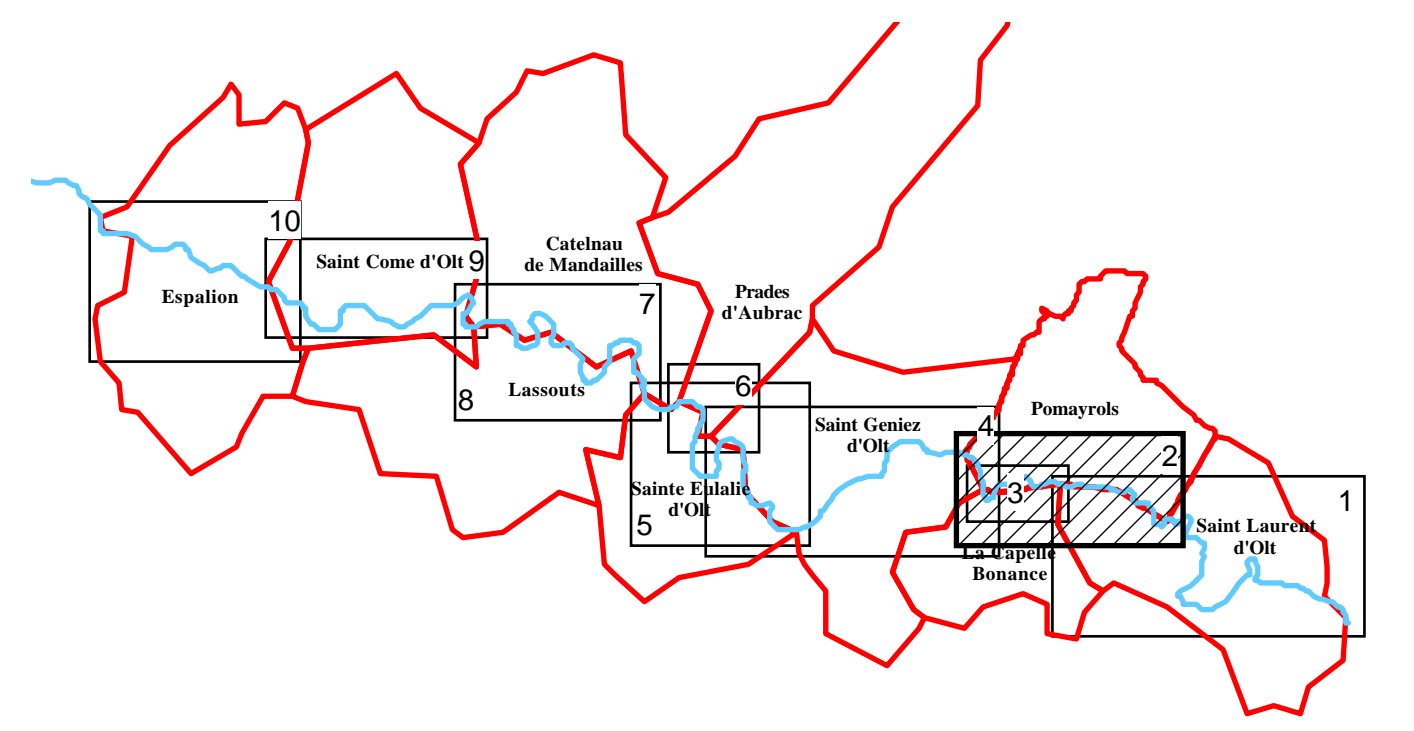 10
Saint Come d'Olt
9
Catelnau
de Mandailles
Espalion
7
Prades
d'Aubrac
8
Lassouts
6
Saint Geniez
d'Olt
Pomayrols
4
2
Sainte Eulalie
d'Olt
5
3
1
Saint Laurent
d'Olt
La Capelle
Bonance